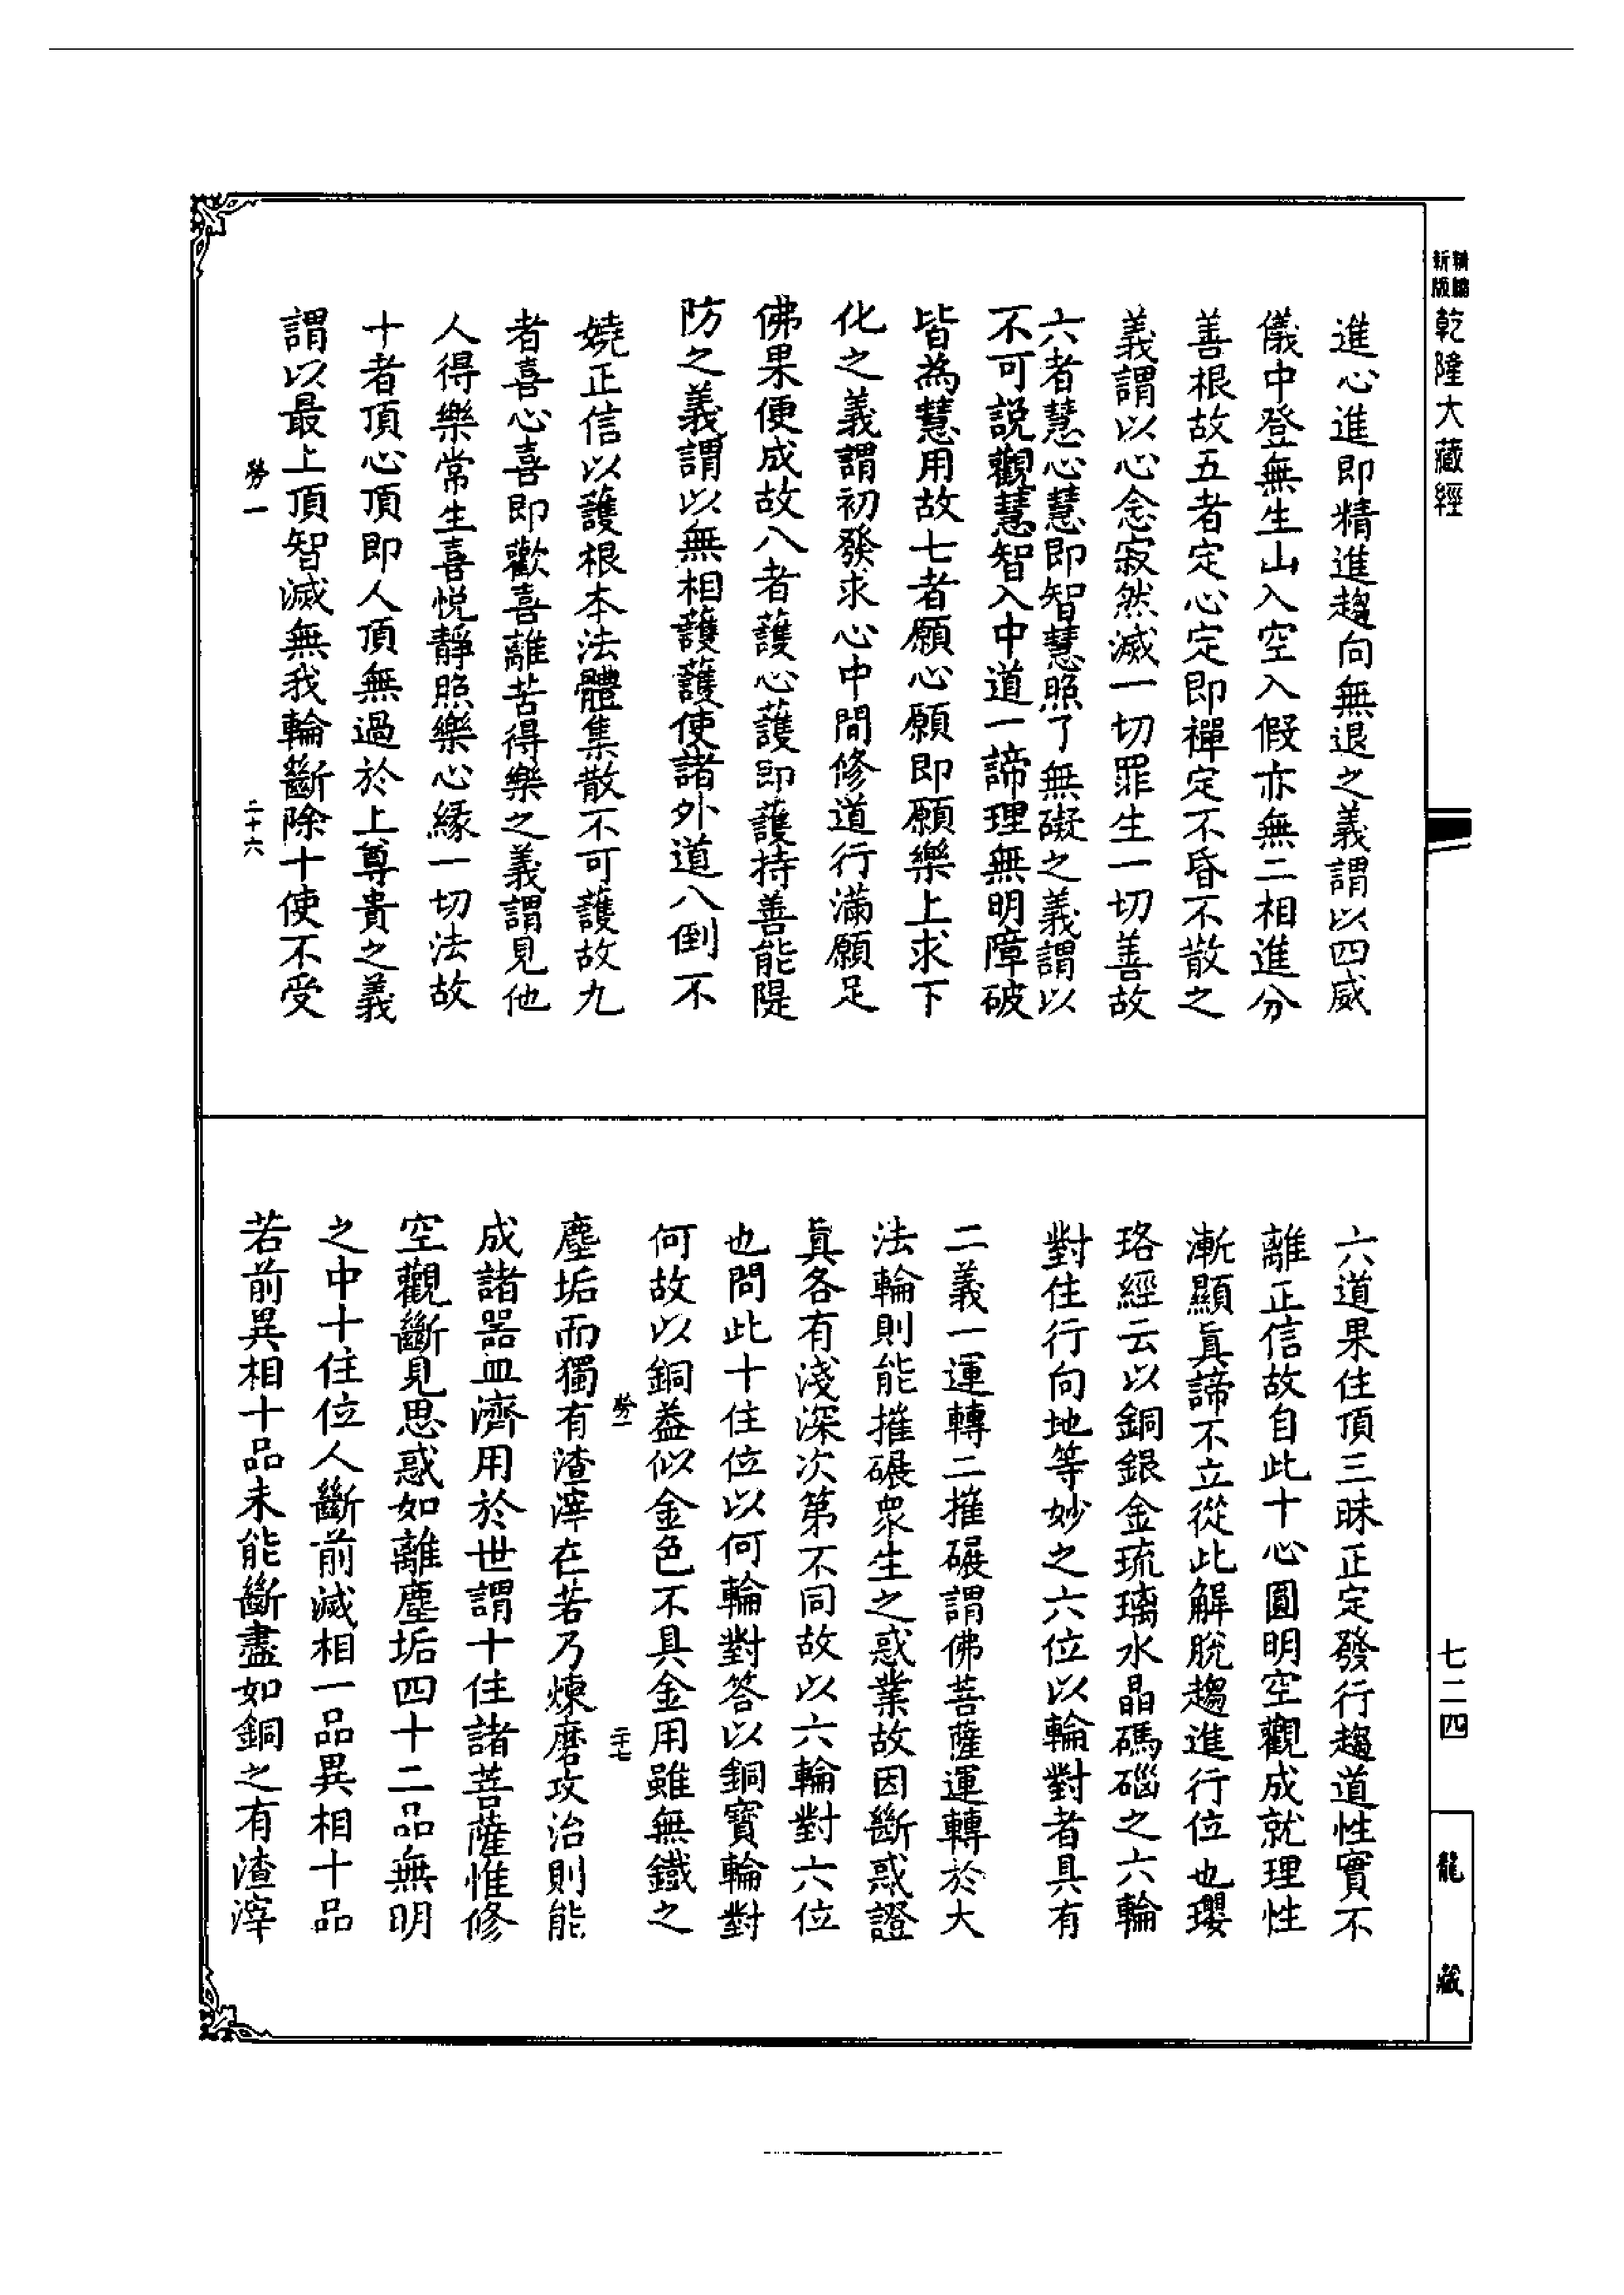 精編
新版
乾隆大藏經
進心進即精進趨向無退之義謂以四威
儀中登無生山入空入假亦無二相進分
善根故五者定心定即禪定不昏不散之
義謂以心念寂然滅一切罪生一切善故
六者慧心慧即智慧照了無礙之義謂以
不可説觀慧智入中道一諦理無明障破
皆為慧用故七者願心願即願樂上求下
化之義謂初發求心中間修道行滿願足
佛果便成故八者護心護即護持善能隄
防之義謂以無相護護使諸外道八倒不
嬈正信以護根本法體集散不可護故九
者喜心喜即歡喜離苦得樂之義謂見他
人得樂常生喜悦靜照樂心緣一切法故
十者頂心頂即人頂無過於上尊貴之義
謂以最上頂智滅無我輪斷除十使不受
勞一
二十六
六道果住頂三昧正定發行趨道性實不
離正信故自此十心圓明空觀成就理性
漸顯眞諦不立從此解脫趨進行位也瓔
珞經云以銅銀金琉璃水晶碼碯之六輪
對住行向地等妙之六位以輪對者具有
二義一運轉二摧碾謂佛菩薩運轉於大
法輪則能摧碾眾生之惑業故因斷惑證
眞各有淺深次第不同故以六輪對六位
也問此十住位以何輪對答以銅寶輪對
何故以銅葢似金色不具金用雖無鐵之
勞一
二十七
塵垢而獨有渣滓在若乃煉磨攻治則能
成諸器皿濟用於世謂十住諸菩薩惟修
空觀斷見思惑如離塵垢四十二品無明
之中十住位人斷前減相一品異相十品
若前異相十品未能斷盡如銅之有渣滓
七二四
龍藏